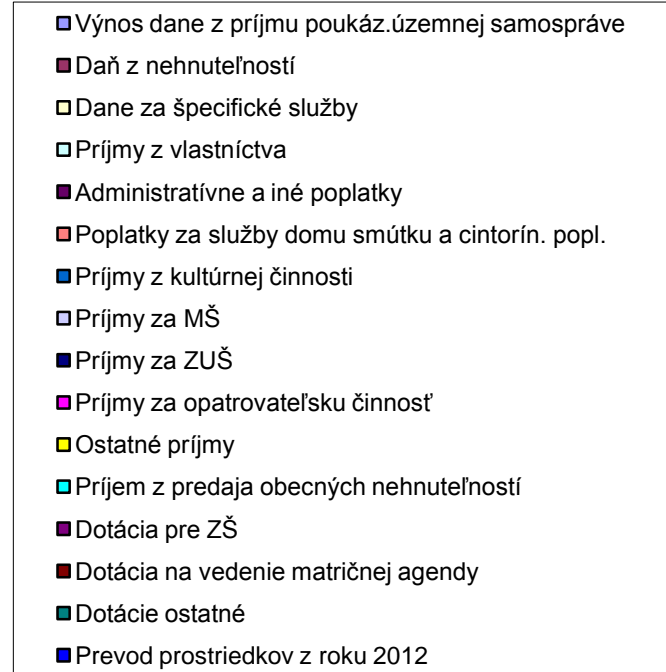 Výnos dane z príjmu poukáz.územnej samospráve
Daň z nehnuteľností
Dane za špecifické služby
Príjmy z vlastníctva
Administratívne a iné poplatky
Poplatky za služby domu smútku a cintorín. popl.
Príjmy z kultúrnej činnosti
Príjmy za MŠ
Príjmy za ZUŠ
Príjmy za opatrovateľsku činnosť
Ostatné príjmy
Príjem z predaja obecných nehnuteľností
Dotácia pre ZŠ
Dotácia na vedenie matričnej agendy
Dotácie ostatné
Prevod prostriedkov z roku 2012